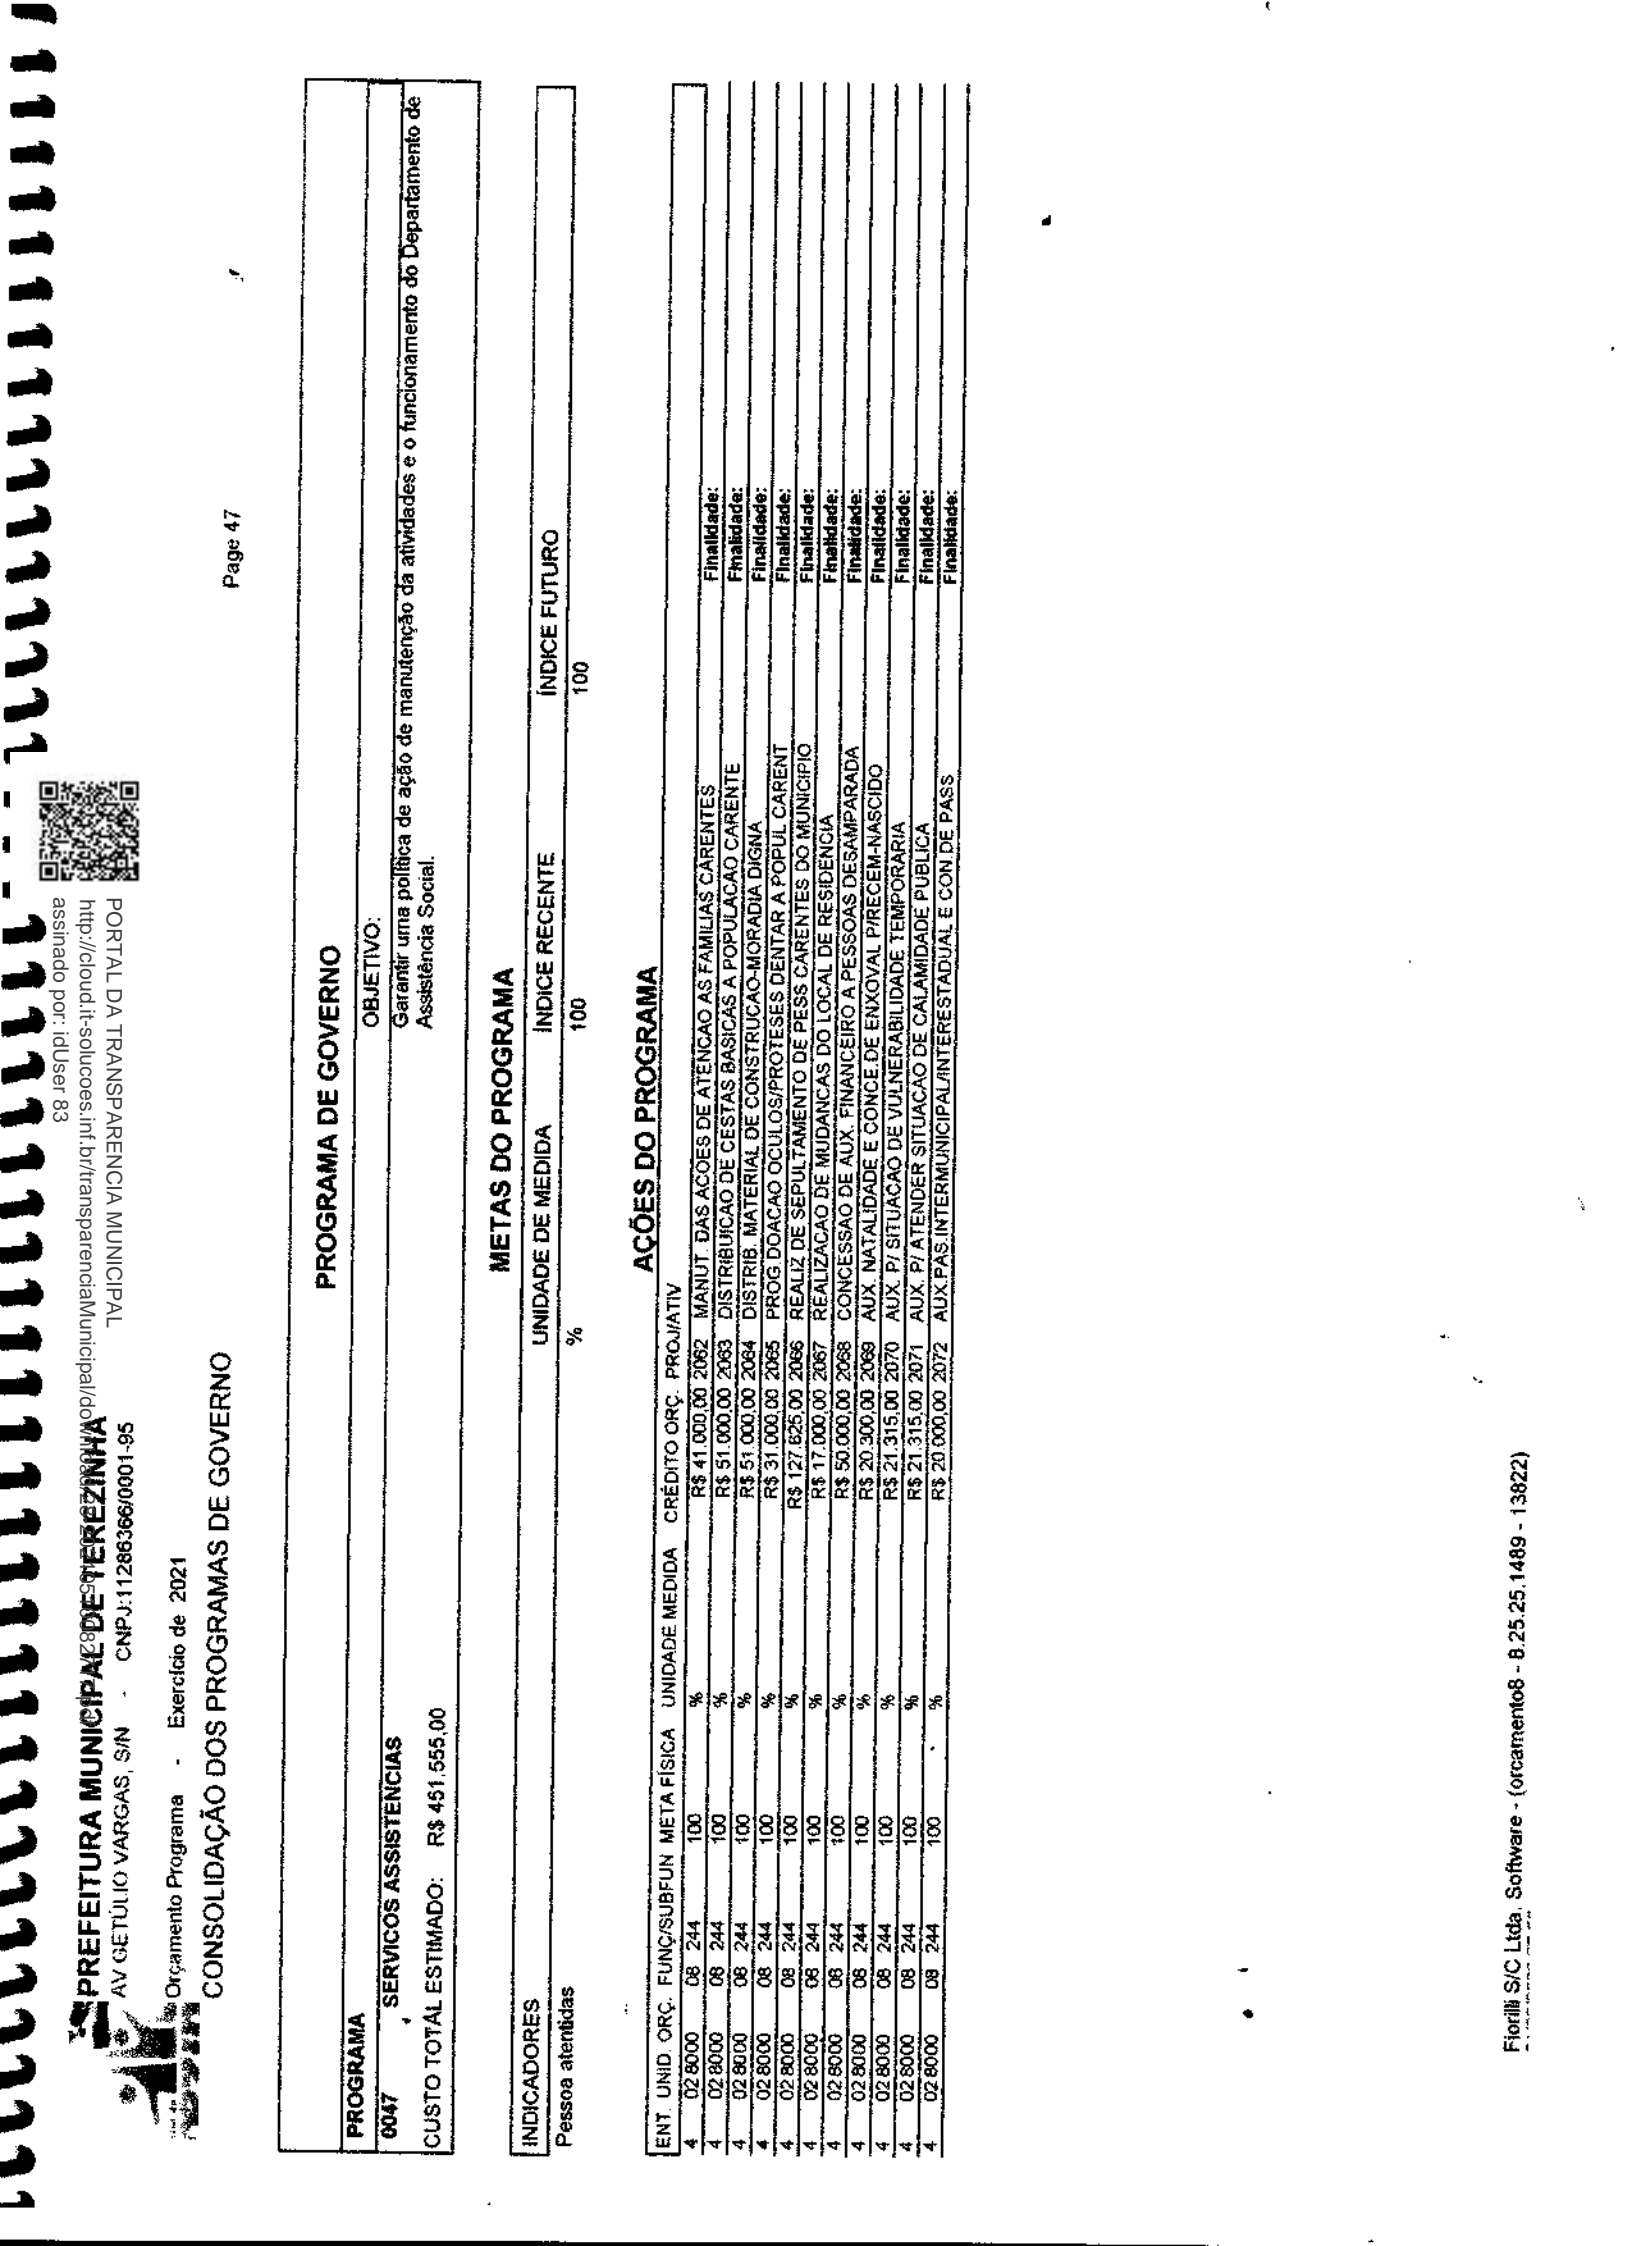 PORTAL DA TRANSPARENCIA MUNICIPAL
http://cloud.it-solucoes.inf.br/transparenciaMunicipal/download/
assinado por: idUser 83
PREFEITURA MUNICIPAL DE TEREZINHA
AV GETÚLIO VARGAS, S/N - CNPJ:11286366/0001-95
Orçamento Programa - Exercício de 2021
CONSOLIDAÇÃO DOS PROGRAMAS DE GOVERNO
Page 47
PROGRAMA DE GOVERNO
PROGRAMA OBJETIVO:
0047 SERVICOS ASSISTENCIAS Garantir uma política de ação de manutenção da atividades e o funcionamento do Departamento de
Assistência Social.
CUSTO TOTAL ESTIMADO: R$ 451.555,00
METAS DO PROGRAMA
INDICADORES UNIDADE DE MEDIDA ÍNDICE RECENTE ÍNDICE FUTURO
Pessoa atentidas % 100 100
AÇÕES DO PROGRAMA
ENT. UNID. ORÇ. FUNÇ/SUBFUN META FÍSICA UNIDADE MEDIDA CRÉDITO ORÇ. PROJ/ATIV
4 02 8000 08 244 100 % R$ 41.000,00 2062 MANUT. DAS ACOES DE ATENCAO AS FAMILIAS CARENTES Finalidade:
4 02 8000 08 244 100 % R$ 51.000,00 2063 DISTRIBUICAO DE CESTAS BASICAS A POPULACAO CARENTE Finalidade:
4 02 8000 08 244 100 % R$ 51.000,00 2064 DISTRIB. MATERIAL DE CONSTRUCAO-MORADIA DIGNA Finalidade:
4 02 8000 08 244 100 % R$ 31.000,00 2065 PROG.DOACAO OCULOS/PROTESES DENTAR A POPUL CARENT Finalidade:
4 02 8000 08 244 100 % R$ 127.625,00 2066 REALIZ DE SEPULTAMENTO DE PESS CARENTES DO MUNICIPIO Finalidade:
4 02 8000 08 244 100 % R$ 17.000,00 2067 REALIZACAO DE MUDANCAS DO LOCAL DE RESIDENCIA Finalidade:
4 02 8000 08 244 100 % R$ 50.000,00 2068 CONCESSAO DE AUX. FINANCEIRO A PESSOAS DESAMPARADA Finalidade:
4 02 8000 08 244 100 % R$ 20.300,00 2069 AUX. NATALIDADE E CONCE.DE ENXOVAL P/RECEM-NASCIDO Finalidade:
4 02 8000 08 244 100 % R$ 21.315,00 2070 AUX. P/ SITUACAO DE VULNERABILIDADE TEMPORARIA Finalidade:
4 02 8000 08 244 100 % R$ 21.315,00 2071 AUX. P/ ATENDER SITUACAO DE CALAMIDADE PUBLICA Finalidade:
4 02 8000 08 244 100 % R$ 20.000,00 2072 AUX.PAS.INTERMUNICIPAL/INTERESTADUAL E CON.DE PASS Finalidade:
Fiorilli S/C Ltda. Software - (orcamento8 - 8.25.25.1489 - 13822)